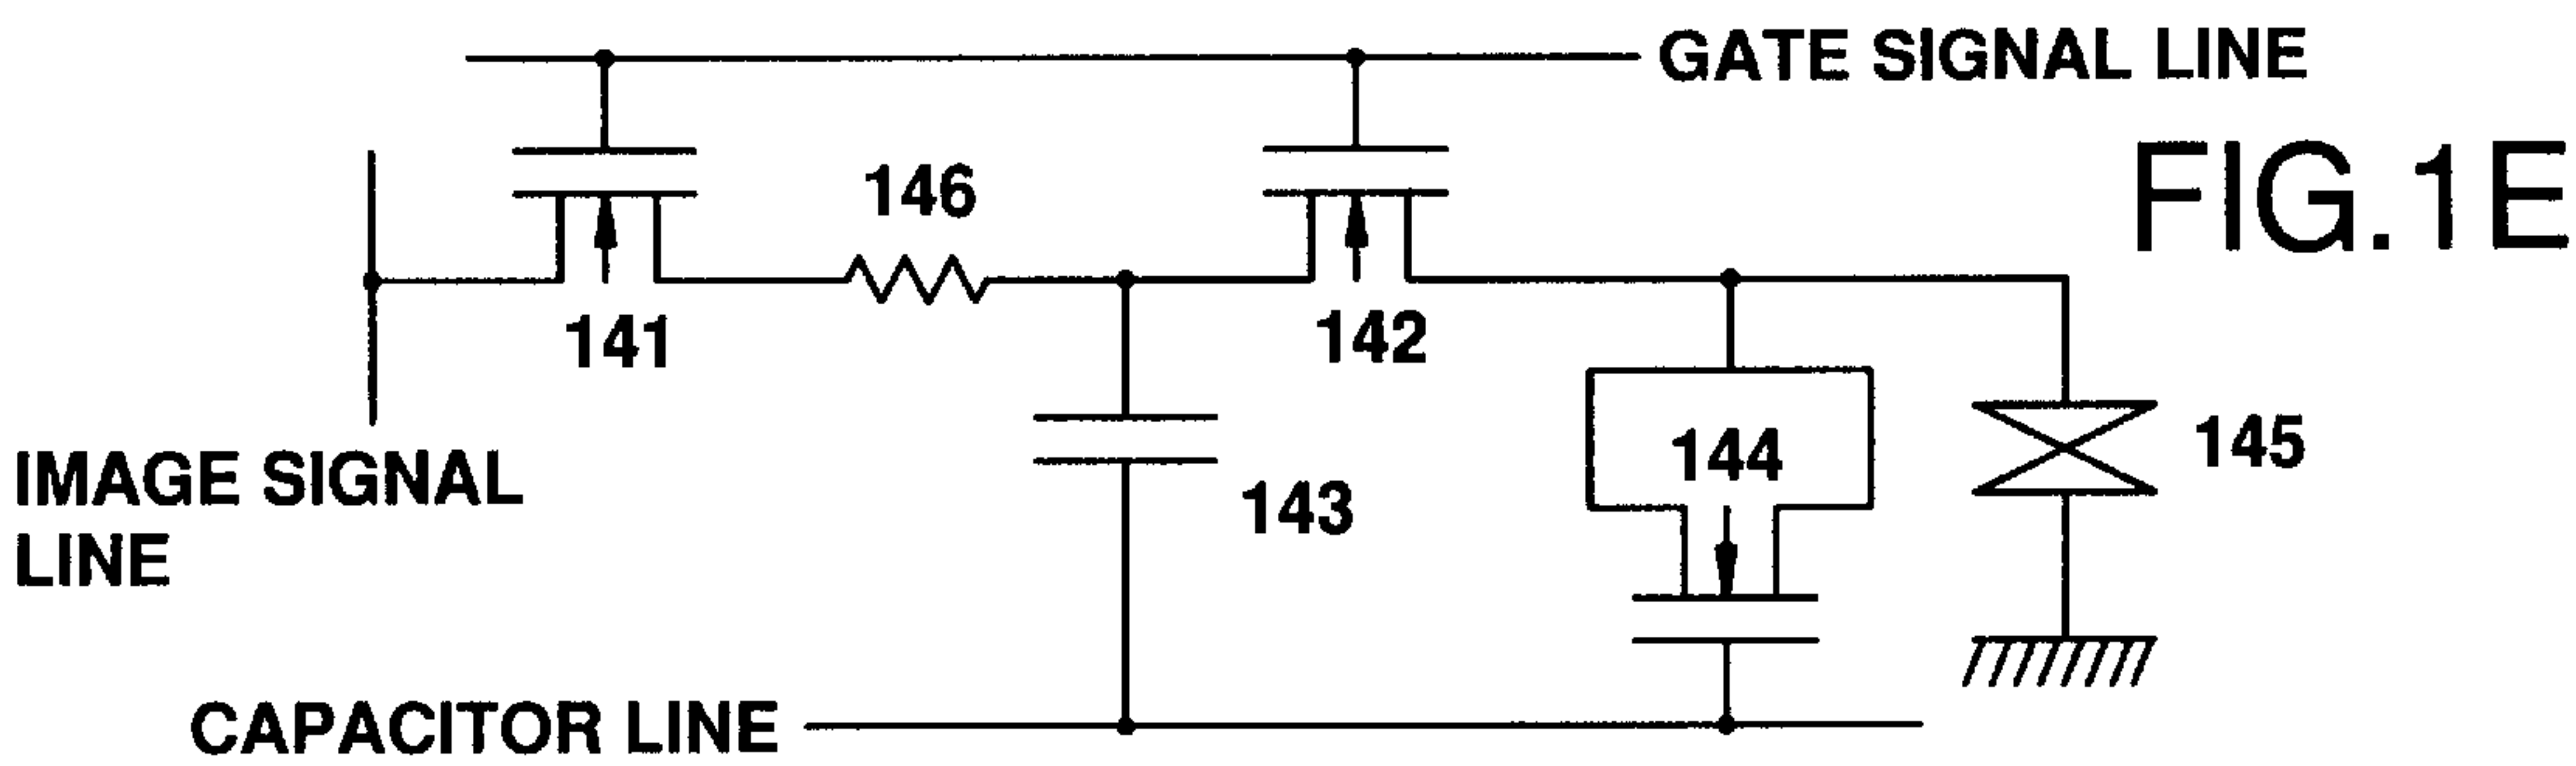 GATE SIGNAL LINE
FIG.1E
146
141
142
IMAGE SIGNAL
LINE
143
144
145
CAPACITOR LINE